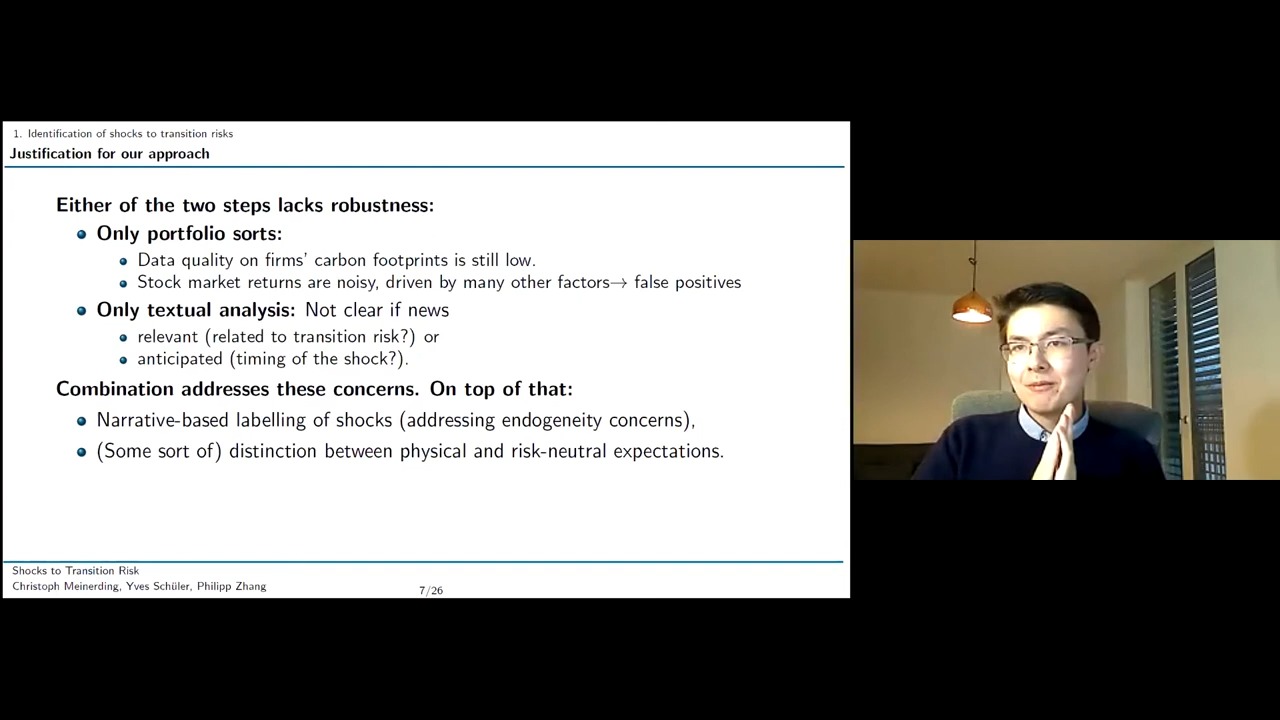 1. Identification of shocks to transition risks
Justification for our approach
Either of the two steps lacks robustness:
Only portfolio sorts:
Data quality on firms' carbon footprints is still low.
Stock market returns are noisy, driven by many other factors→ false positives
Only textual analysis: Not clear if news
relevant (related to transition risk?) or
anticipated (timing of the shock?).
Combination addresses these concerns. On top of that:
Narrative-based labelling of shocks (addressing endogeneity concerns),
(Some sort of) distinction between physical and risk-neutral expectations.
Shocks to Transition Risk
Christoph Meinerding, Yves Schüler, Philipp Zhang
7/26